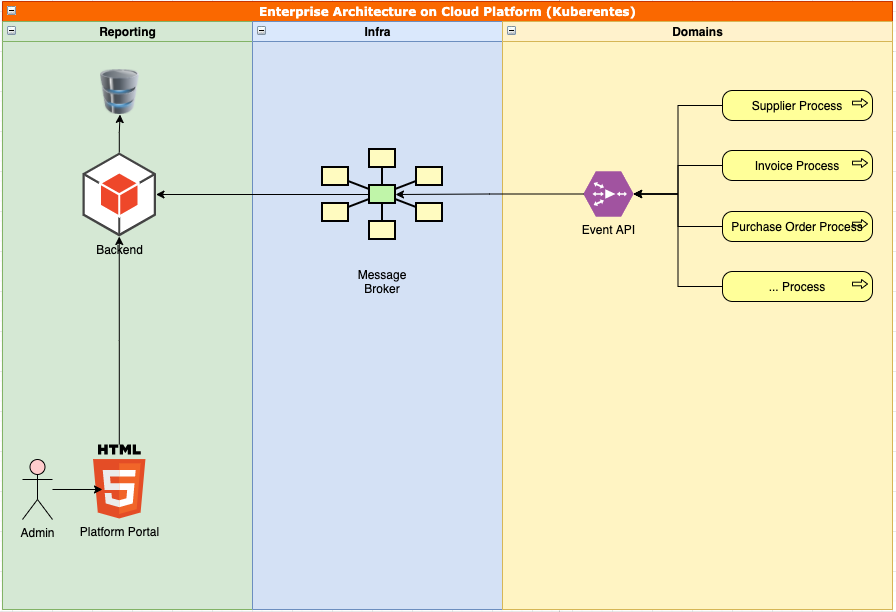 Enterprise Architecture on Cloud Platform (Kuberentes)
Reporting
Infra
Domains
Supplier Process
Invoice Process
Purchase Order Process
... Process
Event API
Message
Broker
Backend
HTML
5
Admin
Platform Portal